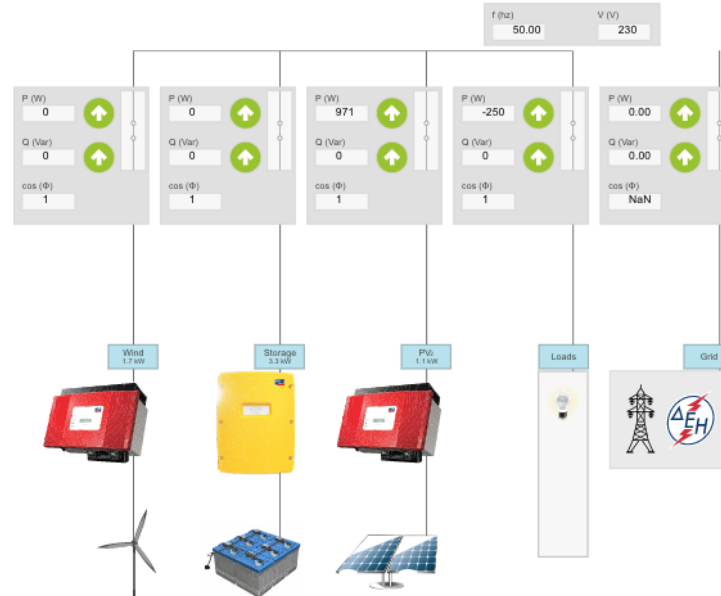 f (hz)
V (V)
50.00
230
P (W)
P (W)
P (W)
P (W)
P (W)
0
0
971
-250
0.00
Q (Var)
Q (Var)
Q (Var)
Q (Var)
Q (Var)
0
0
0
0
0.00
cos (Φ)
cos (Φ)
cos (Φ)
cos (Φ)
cos (Φ)
1
1
1
1
NaN
Wind
1.7 kW
Storage
3.3 kW
PV₂
1.1 kW
Loads
Grid
ΔEH